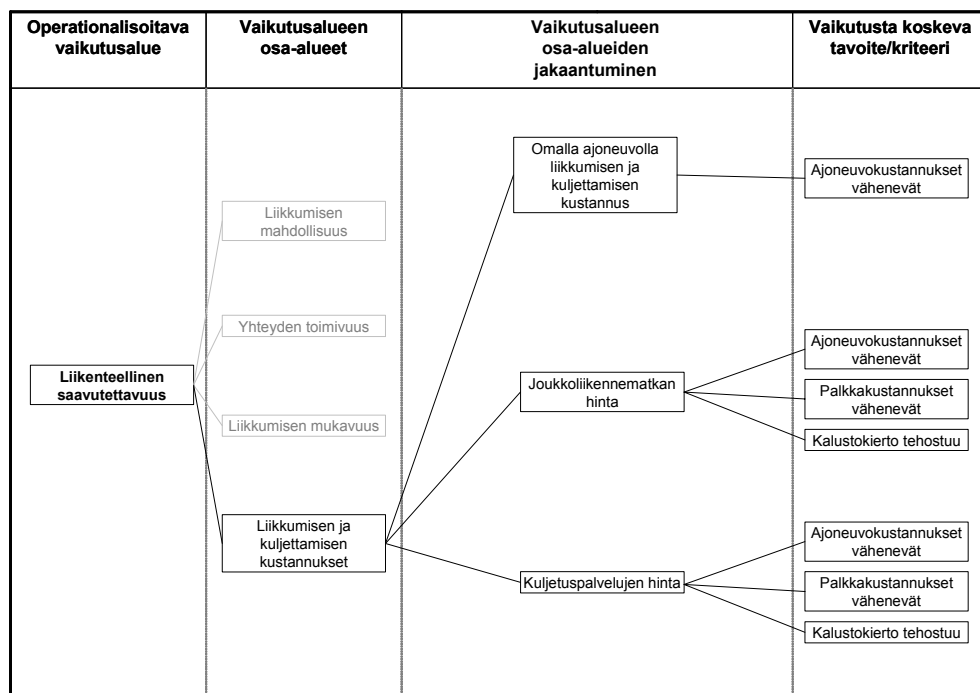 Operationalisoitava
vaikutusalue
Vaikutusalueen
osa-alueet
Vaikutusalueen
osa-alueiden
jakaantuminen
Vaikutusta koskeva
tavoite/kriteeri
Liikenteellinen
saavutettavuus
Liikkumisen
mahdollisuus
Yhteyden toimivuus
Liikkumisen mukavuus
Liikkumisen ja
kuljettamisen
kustannukset
Omalla ajoneuvolla
liikkumisen ja
kuljettamisen
kustannus
Joukkoliikennematkan
hinta
Kuljetuspalvelujen hinta
Ajoneuvokustannukset
vähenevät
Ajoneuvokustannukset
vähenevät
Palkkakustannukset
vähenevät
Kalustokierto tehostuu
Ajoneuvokustannukset
vähenevät
Palkkakustannukset
vähenevät
Kalustokierto tehostuu